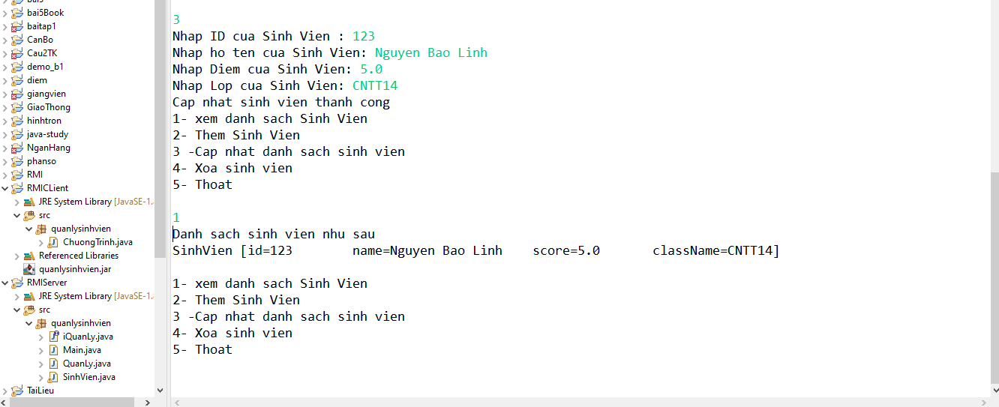 bai5
bai5Book
baitap1
CanBo
Cau2TK
demo_b1
diem
giangvien
GiaoThong
hinhtron
java-study
NganHang
phanso
RMI
RMICLient
JRE System Library [JavaSE-1.
src
quanlysinhvien
ChuongTrinh.java
Referenced Libraries
quanlysinhvien.jar
RMIServer
JRE System Library [JavaSE-1.
src
quanlysinhvien
iQuanLy.java
Main.java
QuanLy.java
SinhVien.java
TaiLieu
3
Nhap ID cua Sinh Vien : 123
Nhap ho ten cua Sinh Vien: Nguyen Bao Linh
Nhap Diem cua Sinh Vien: 5.0
Nhap Lop cua Sinh Vien: CNTT14
Cap nhat sinh vien thanh cong
1- xem danh sach Sinh Vien
2- Them Sinh Vien
3 -Cap nhat danh sach sinh vien
4- Xoa sinh vien
5- Thoat
1
Danh sach sinh vien nhu sau
SinhVien [id=123 name=Nguyen Bao Linh score=5.0 className=CNTT14]
1- xem danh sach Sinh Vien
2- Them Sinh Vien
3 -Cap nhat danh sach sinh vien
4- Xoa sinh vien
5- Thoat